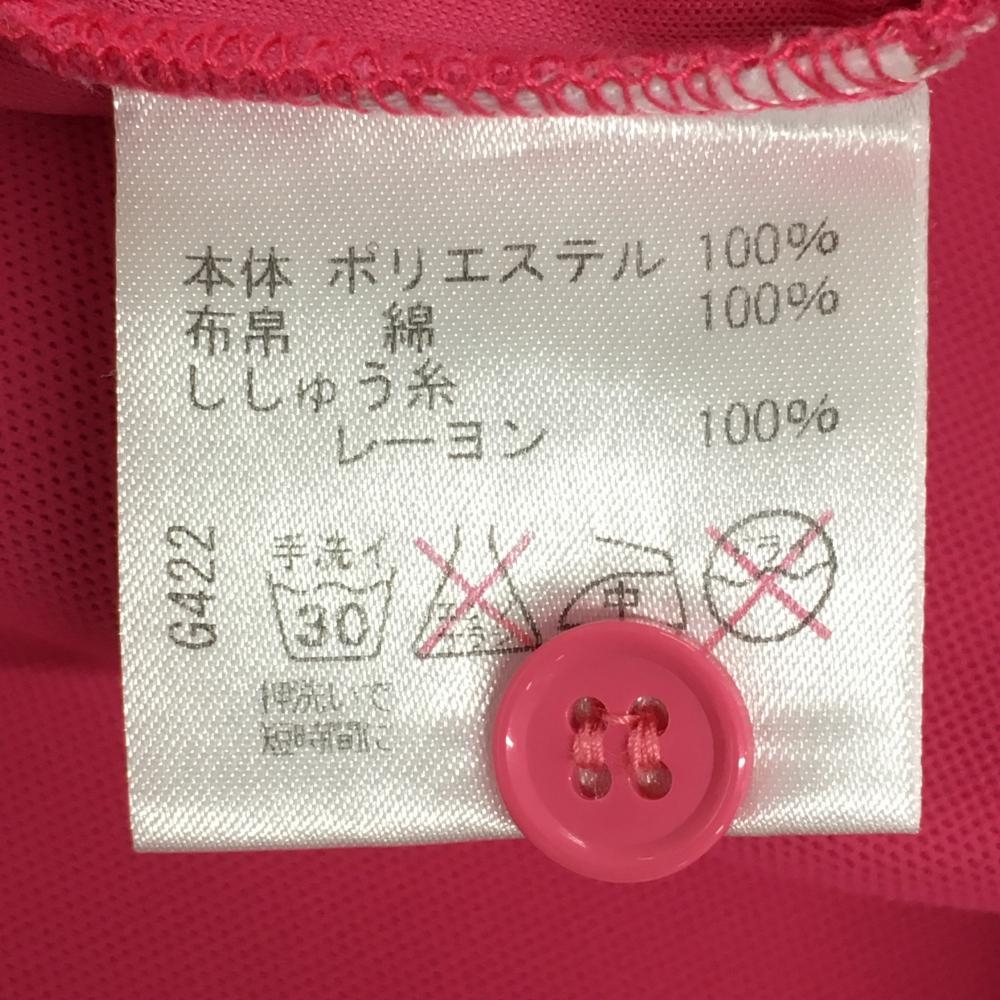 本体 ポリエステル 100%
布帛 綿 100%
ししゅう糸
レーヨン 100%
G422
手洗イ
30
中
押洗いで
短時間に